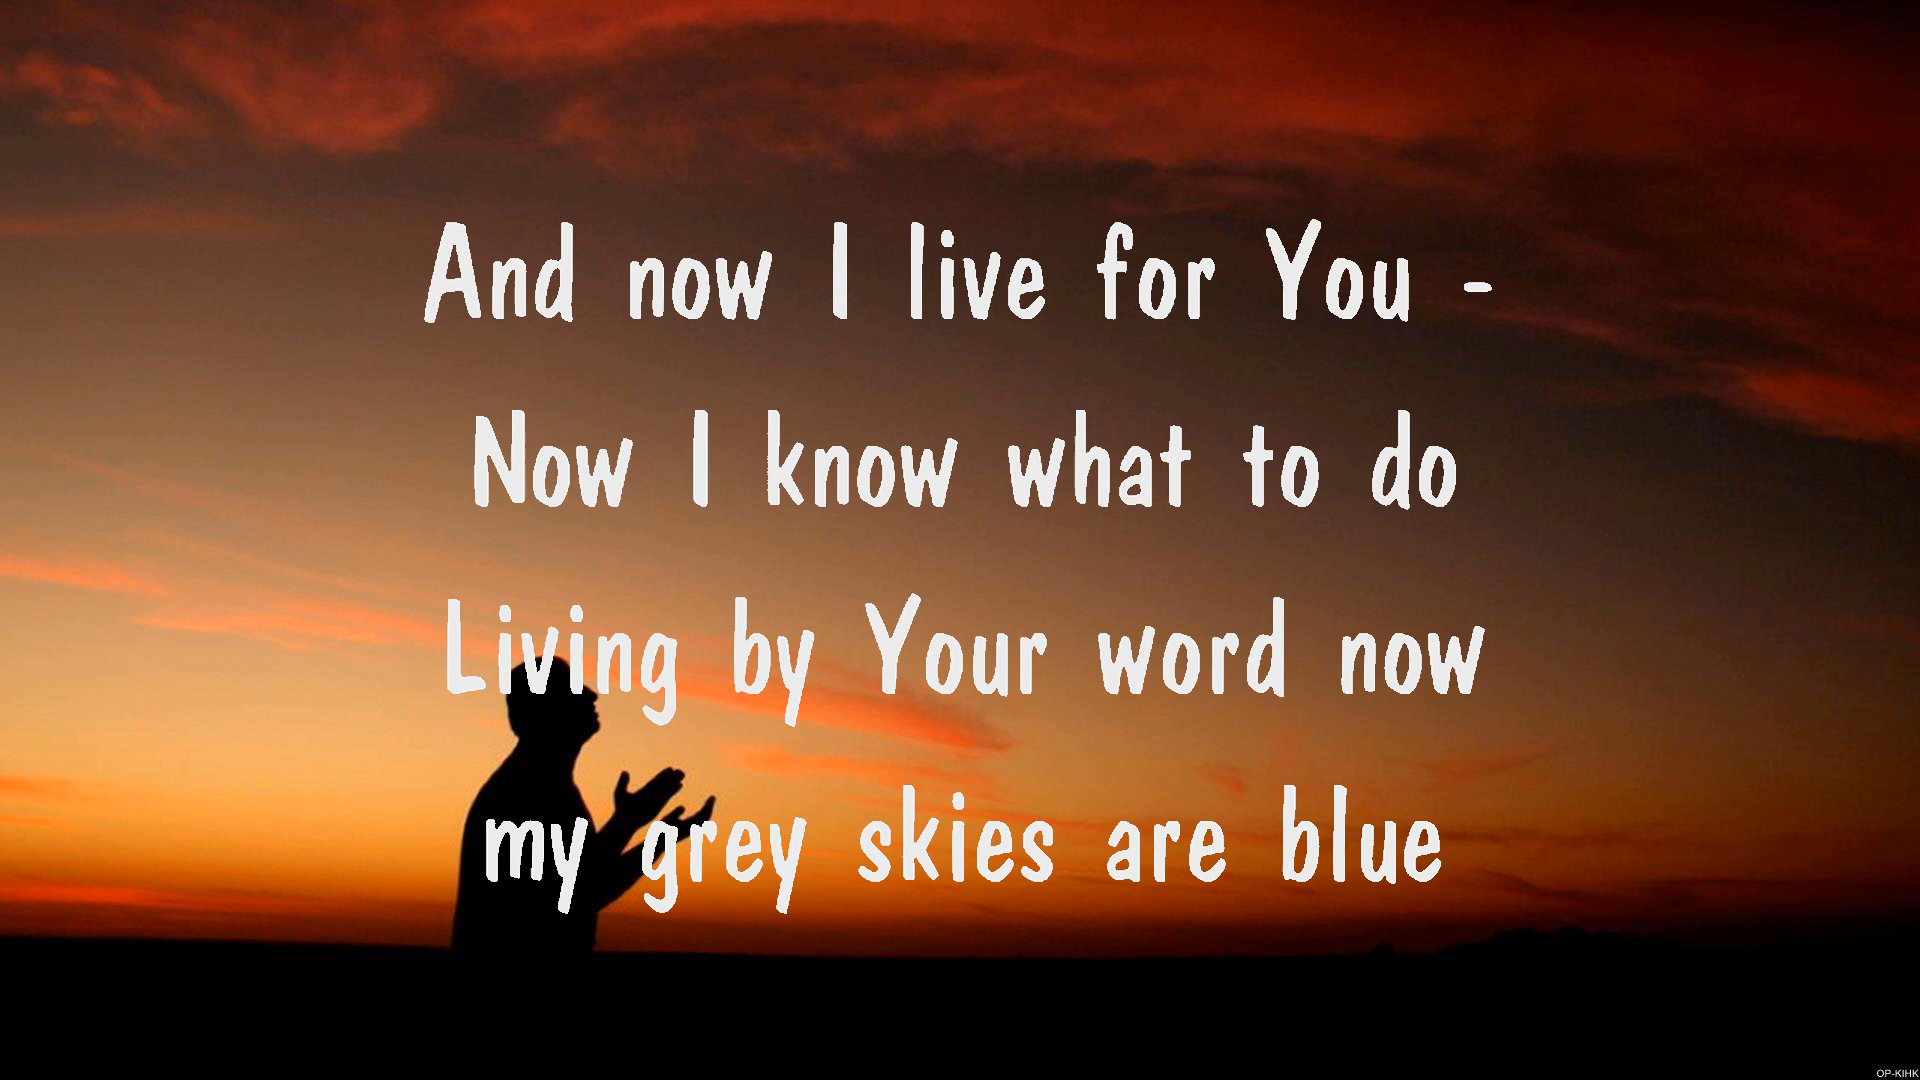 And now I live for You -
Now I know what to do
Living by Your word now
my grey skies are blue
OP-KIHK